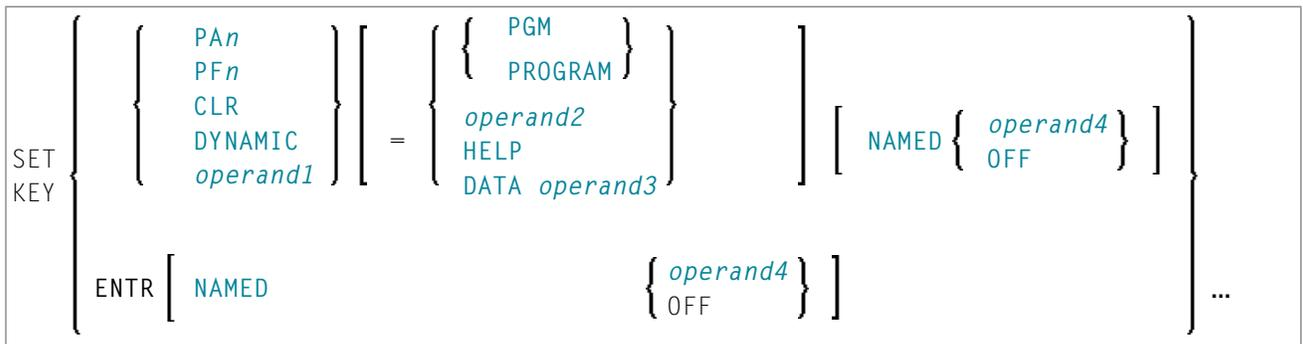 SET KEY
PAn
PFn
CLR
DYNAMIC
operand1
=
PGM
PROGRAM
operand2
HELP
DATA operand3
NAMED
operand4
OFF
ENTR
NAMED
operand4
OFF
...